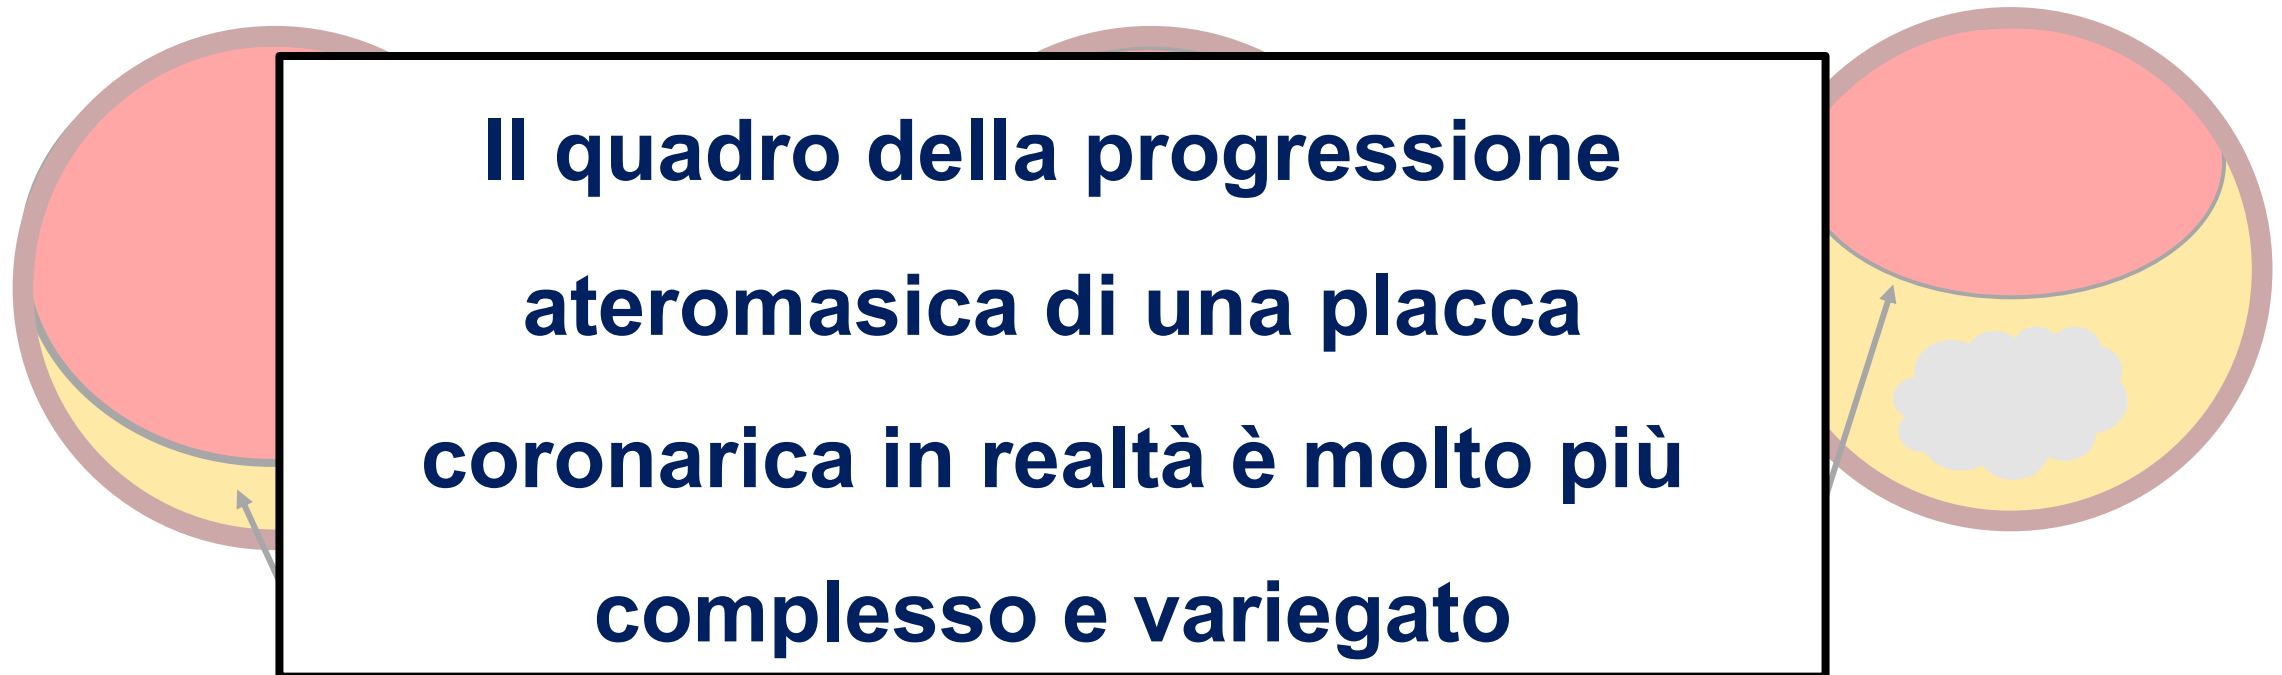 Il quadro della progressione
ateromasica di una placca
coronarica in realtà è molto più
complesso e variegato